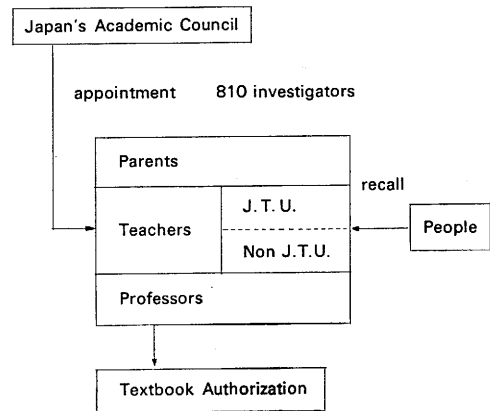 Japan's Academic Council
appointment 810 investigators
Parents
recall
J.T.U.
Teachers
People
Non J.T.U.
Professors
Textbook Authorization